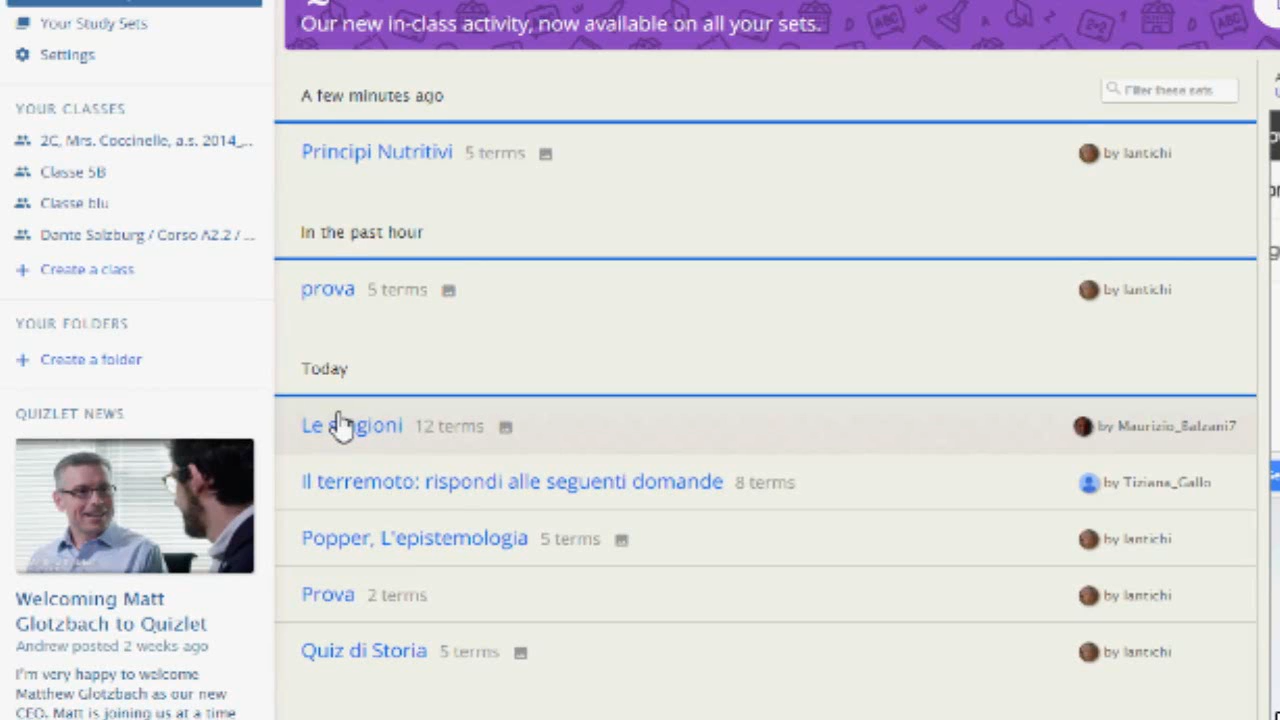 Our new in-class activity, now available on all your sets.
Your Study Sets
Settings
YOUR CLASSES
2C, Mrs. Coccinelle, a.s. 2014_...
Classe 5B
Classe blu
Dante Salzburg / Corso A2.2 / ...
+ Create a class
YOUR FOLDERS
+ Create a folder
QUIZLET NEWS
Welcoming Matt
Glotzbach to Quizlet
Andrew posted 2 weeks ago
I'm very happy to welcome
Matthew Glotzbach as our new
CEO. Matt is joining us at a time
A few minutes ago
Filter these sets
Principi Nutritivi 5 terms by lantichi
In the past hour
prova 5 terms by lantichi
Today
Le stagioni 12 terms by Maurizio_Balzani7
Il terremoto: rispondi alle seguenti domande 8 terms by Tiziana_Gallo
Popper, L'epistemologia 5 terms by lantichi
Prova 2 terms by lantichi
Quiz di Storia 5 terms by lantichi